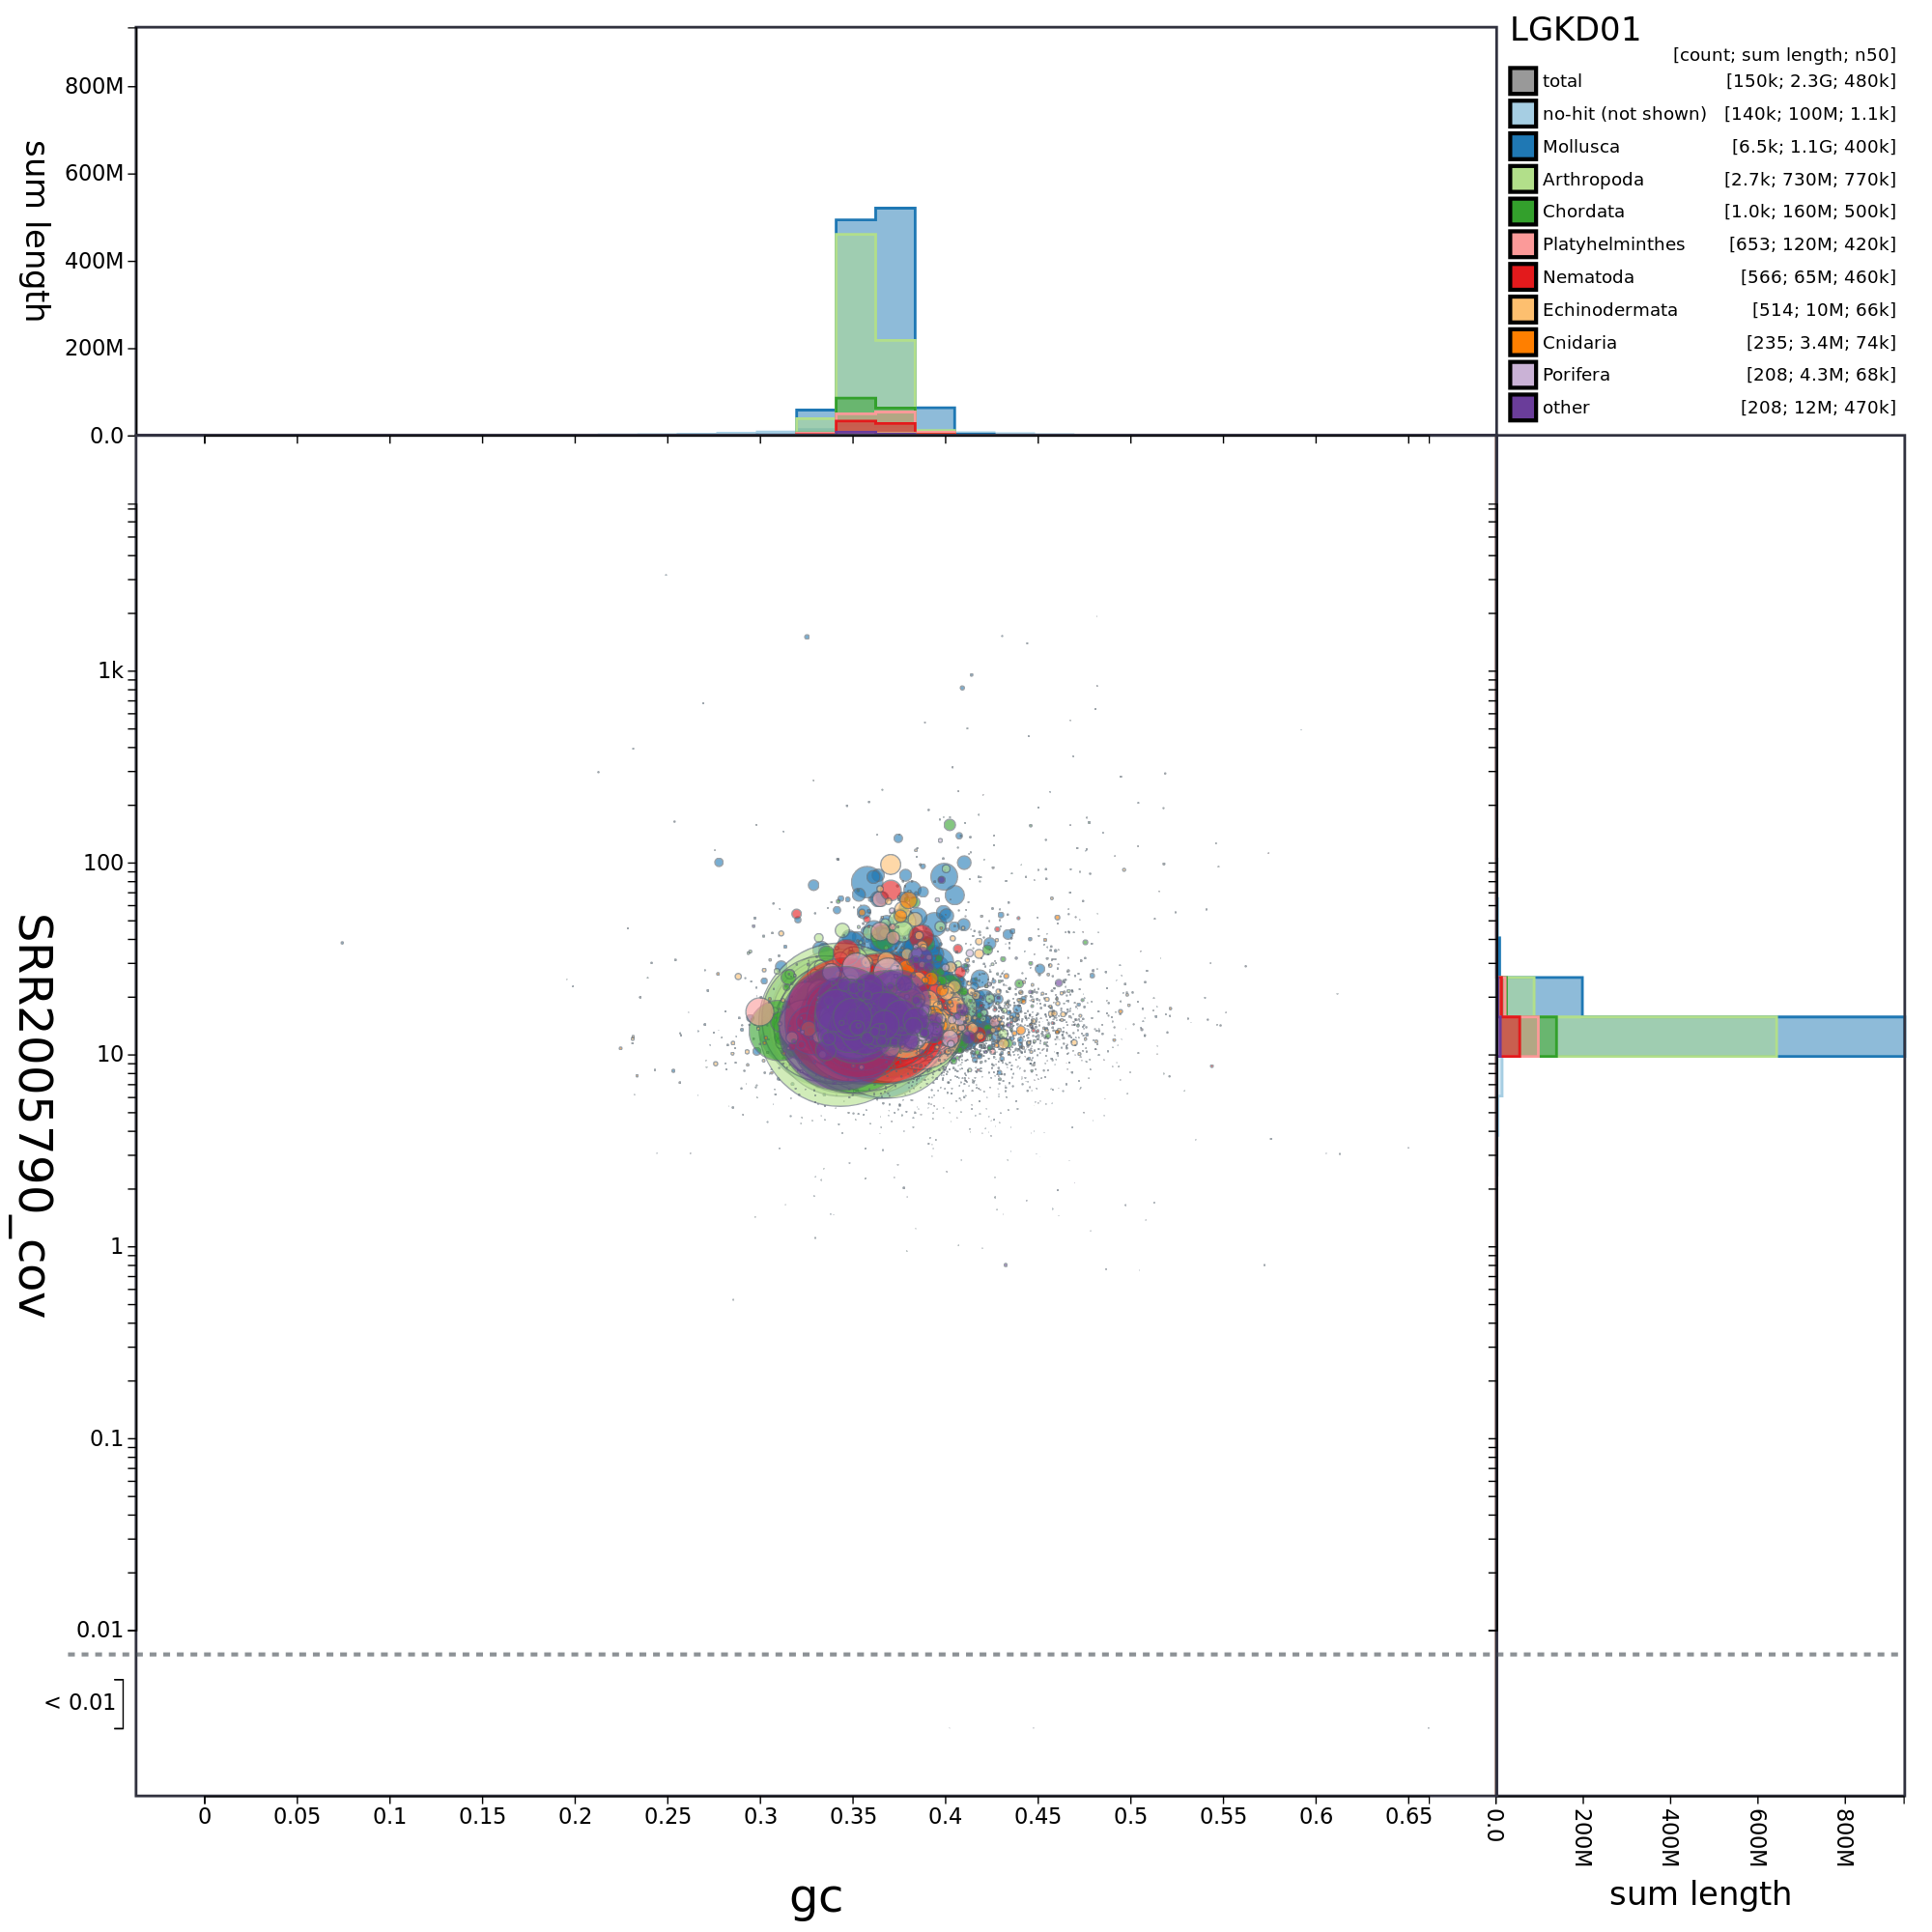 LGKD01
[count; sum length; n50]
total [150k; 2.3G; 480k]
no-hit (not shown) [140k; 100M; 1.1k]
Mollusca [6.5k; 1.1G; 400k]
Arthropoda [2.7k; 730M; 770k]
Chordata [1.0k; 160M; 500k]
Platyhelminthes [653; 120M; 420k]
Nematoda [566; 65M; 460k]
Echinodermata [514; 10M; 66k]
Cnidaria [235; 3.4M; 74k]
Porifera [208; 4.3M; 68k]
other [208; 12M; 470k]
sum length
800M
600M
400M
200M
0.0
SRR2005790_cov
1k
100
10
1
0.1
0.01
< 0.01
0 0.05 0.1 0.15 0.2 0.25 0.3 0.35 0.4 0.45 0.5 0.55 0.6 0.65
gc
0.0 200M 400M 600M 800M
sum length